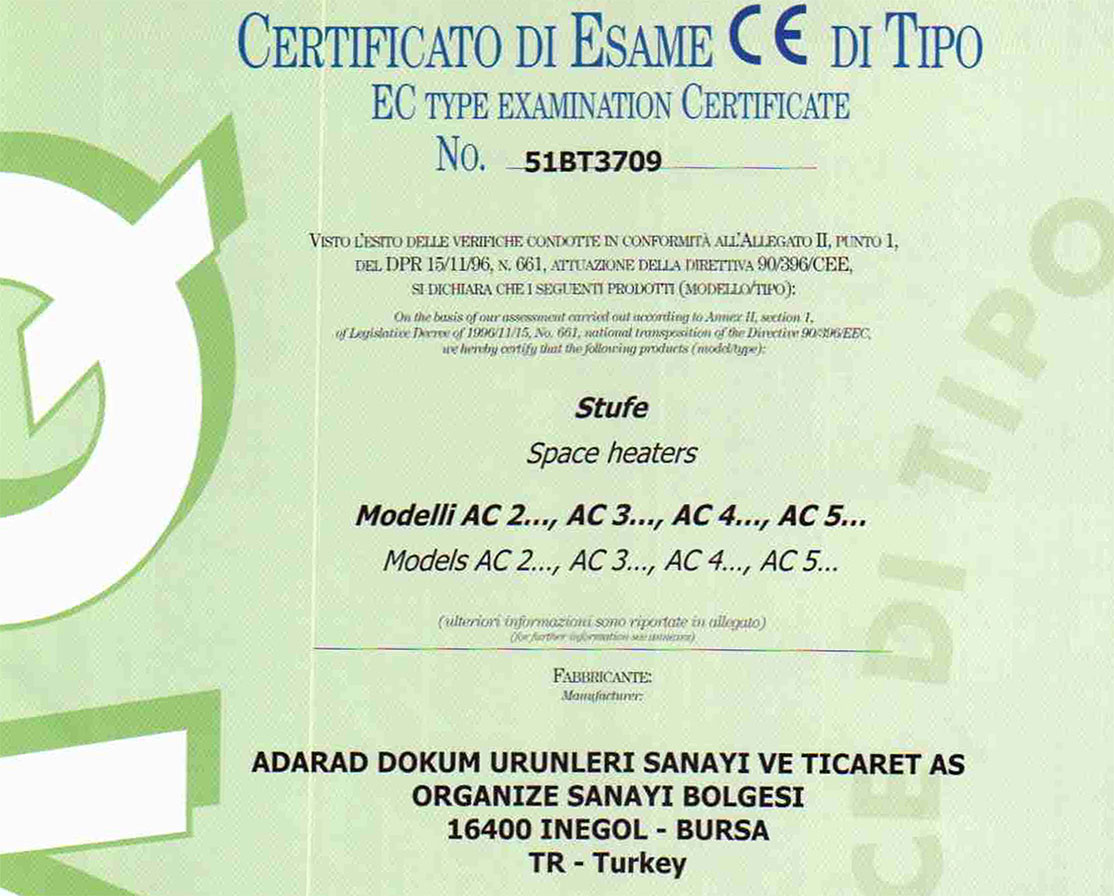 CERTIFICATO DI ESAME CE DI TIPO
EC TYPE EXAMINATION CERTIFICATE
No. 51BT3709
VISTO L'ESITO DELLE VERIFICHE CONDOTTE IN CONFORMITÀ ALL'ALLEGATO II, PUNTO 1,
DEL DPR 15/11/96, N. 661, ATTUAZIONE DELLA DIRETTIVA 90/396/CEE,
SI DICHIARA CHE I SEGUENTI PRODOTTI (MODELLO/TIPO):
On the basis of our assessment carried out according to Annex II, section 1,
of Legislative Decree of 1996/11/15, No. 661, national transposition of the Directive 90/396/EEC,
we hereby certify that the following products (model/type):
Stufe
Space heaters
Modelli AC 2..., AC 3..., AC 4..., AC 5...
Models AC 2..., AC 3..., AC 4..., AC 5...
(ulteriori informazioni sono riportate in allegato)
(for further information see annexes)
FABBRICANTE:
Manufacturer:
ADARAD DOKUM URUNLERI SANAYI VE TICARET AS
ORGANIZE SANAYI BOLGESI
16400 INEGOL - BURSA
TR - Turkey
CE DI TIPO